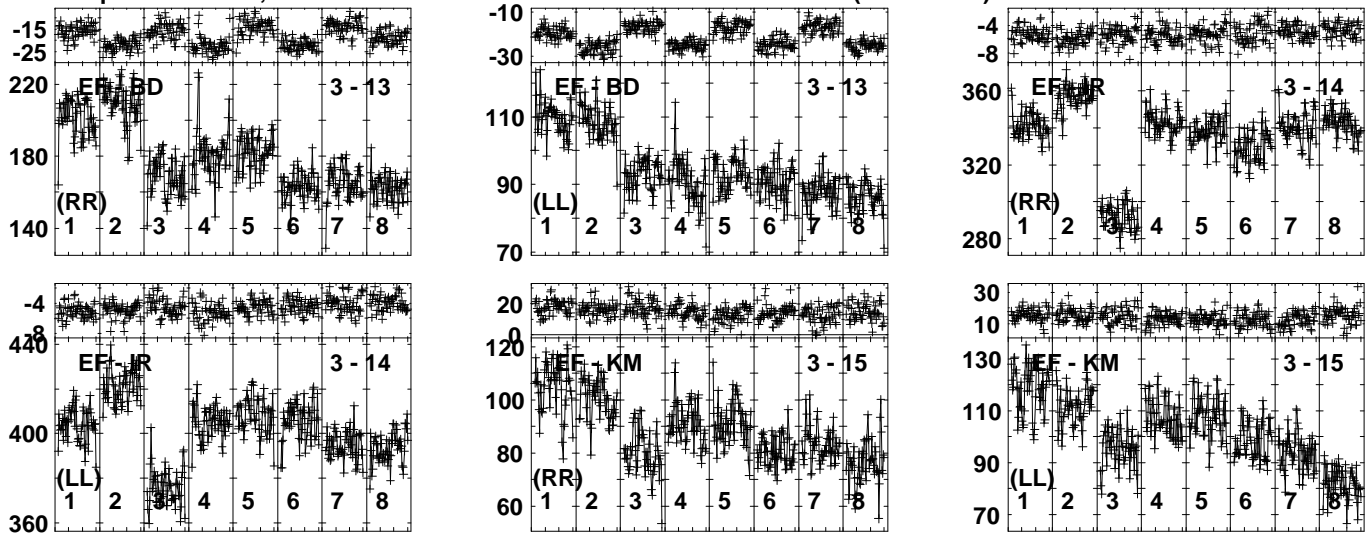 -15
-25
220
180
140
EF - BD 3 - 13
(RR)
1 2 3 4 5 6 7 8
-10
-30
110
90
70
EF - BD 3 - 13
(LL)
1 2 3 4 5 6 7 8
-4
-8
360
320
280
EF - IR 3 - 14
(RR)
1 2 3 4 5 6 7 8
-4
-8
440
400
360
EF - IR 3 - 14
(LL)
1 2 3 4 5 6 7 8
20
0
120
100
80
60
EF - KM 3 - 15
(RR)
1 2 3 4 5 6 7 8
30
10
130
110
90
70
EF - KM 3 - 15
(LL)
1 2 3 4 5 6 7 8